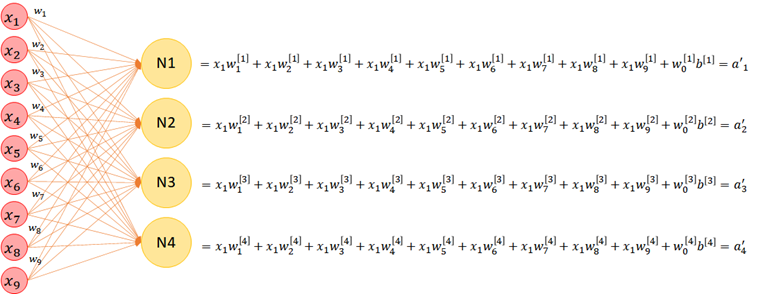 x₁
w₁
x₂
w₂
x₃
w₃
x₄
w₄
x₅
w₅
x₆
w₆
x₇
w₇
x₈
w₈
x₉
w₉
N1 = x₁w₁^[1] + x₁w₂^[1] + x₁w₃^[1] + x₁w₄^[1] + x₁w₅^[1] + x₁w₆^[1] + x₁w₇^[1] + x₁w₈^[1] + x₁w₉^[1] + w₀^[1]b^[1] = a′₁
N2 = x₁w₁^[2] + x₁w₂^[2] + x₁w₃^[2] + x₁w₄^[2] + x₁w₅^[2] + x₁w₆^[2] + x₁w₇^[2] + x₁w₈^[2] + x₁w₉^[2] + w₀^[2]b^[2] = a′₂
N3 = x₁w₁^[3] + x₁w₂^[3] + x₁w₃^[3] + x₁w₄^[3] + x₁w₅^[3] + x₁w₆^[3] + x₁w₇^[3] + x₁w₈^[3] + x₁w₉^[3] + w₀^[3]b^[3] = a′₃
N4 = x₁w₁^[4] + x₁w₂^[4] + x₁w₃^[4] + x₁w₄^[4] + x₁w₅^[4] + x₁w₆^[4] + x₁w₇^[4] + x₁w₈^[4] + x₁w₉^[4] + w₀^[4]b^[4] = a′₄